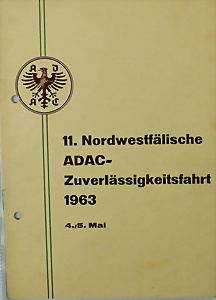 A D
A C
11. Nordwestfälische
ADAC-
Zuverlässigkeitsfahrt
1963
4./5. Mai